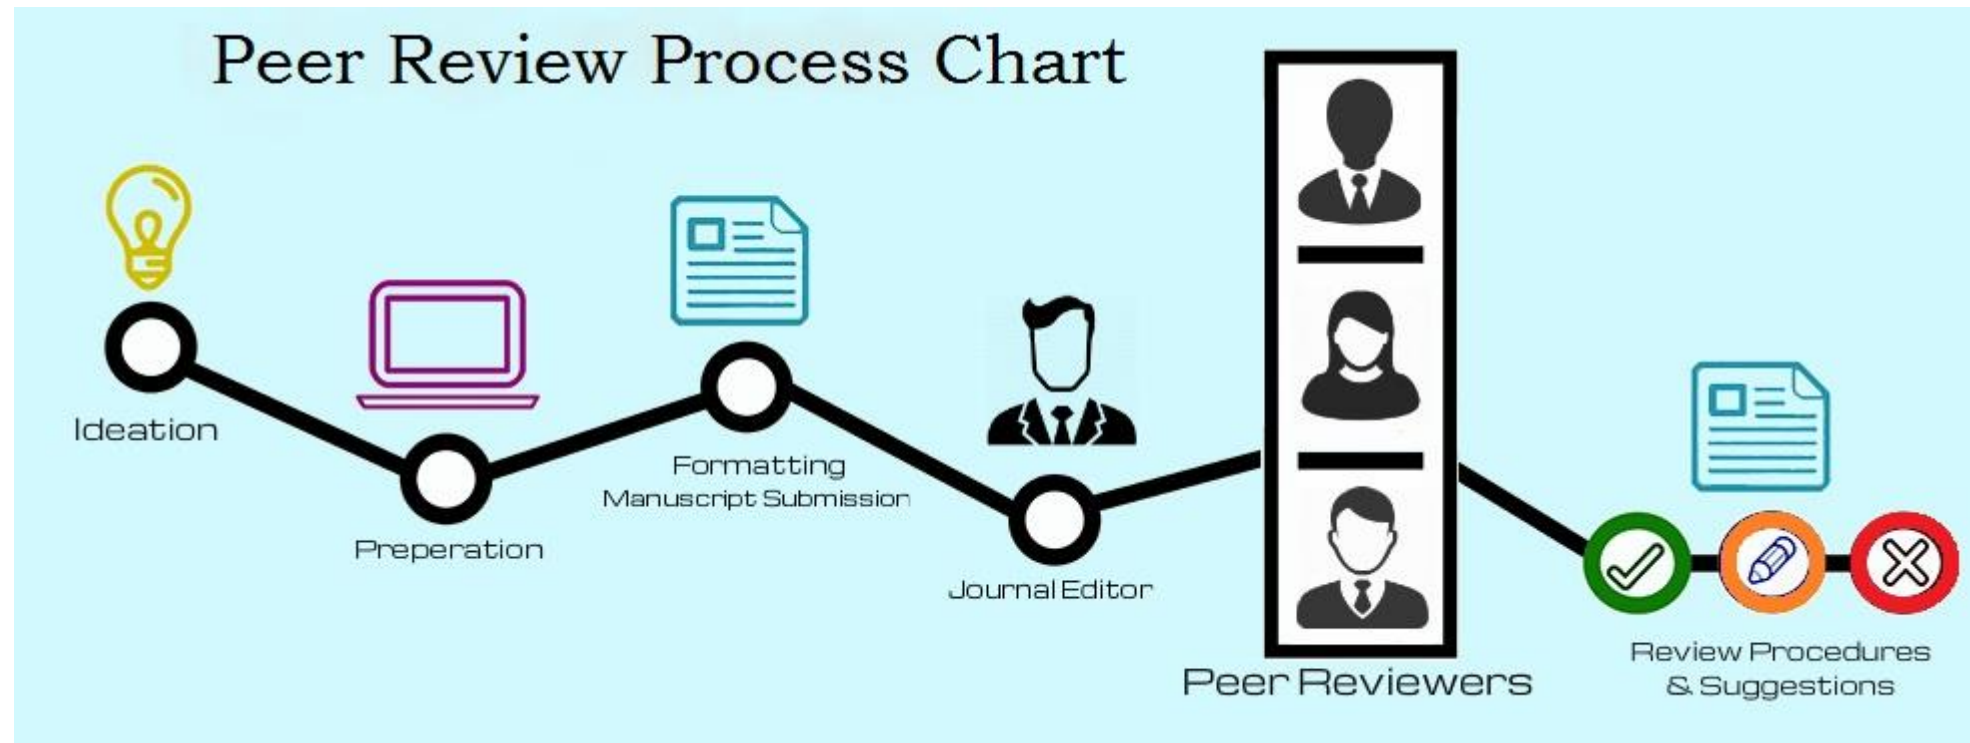 Peer Review Process Chart
Ideation
Preperation
Formatting
Manuscript Submission
Journal Editor
Peer Reviewers
Review Procedures
& Suggestions